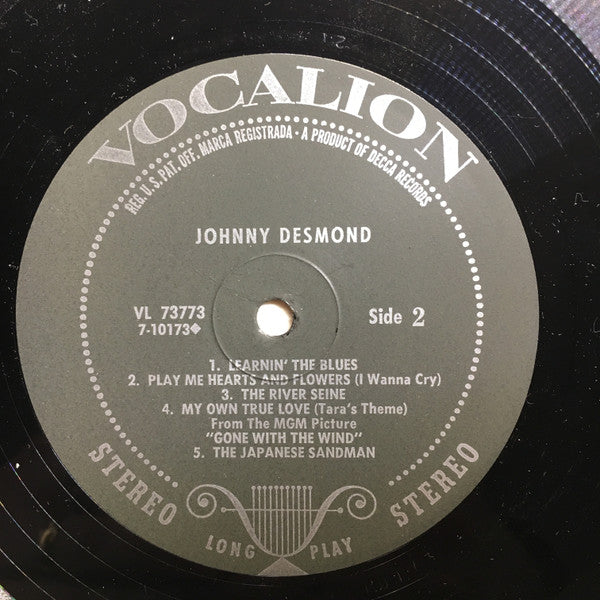 VOCALION
REG. U.S. PAT. OFF. MARCA REGISTRADA • A PRODUCT OF DECCA RECORDS
JOHNNY DESMOND
VL 73773
7-10173◆
Side 2
1. LEARNIN' THE BLUES
2. PLAY ME HEARTS AND FLOWERS (I Wanna Cry)
3. THE RIVER SEINE
4. MY OWN TRUE LOVE (Tara's Theme)
From The MGM Picture
"GONE WITH THE WIND"
5. THE JAPANESE SANDMAN
STEREO
LONG PLAY
STEREO